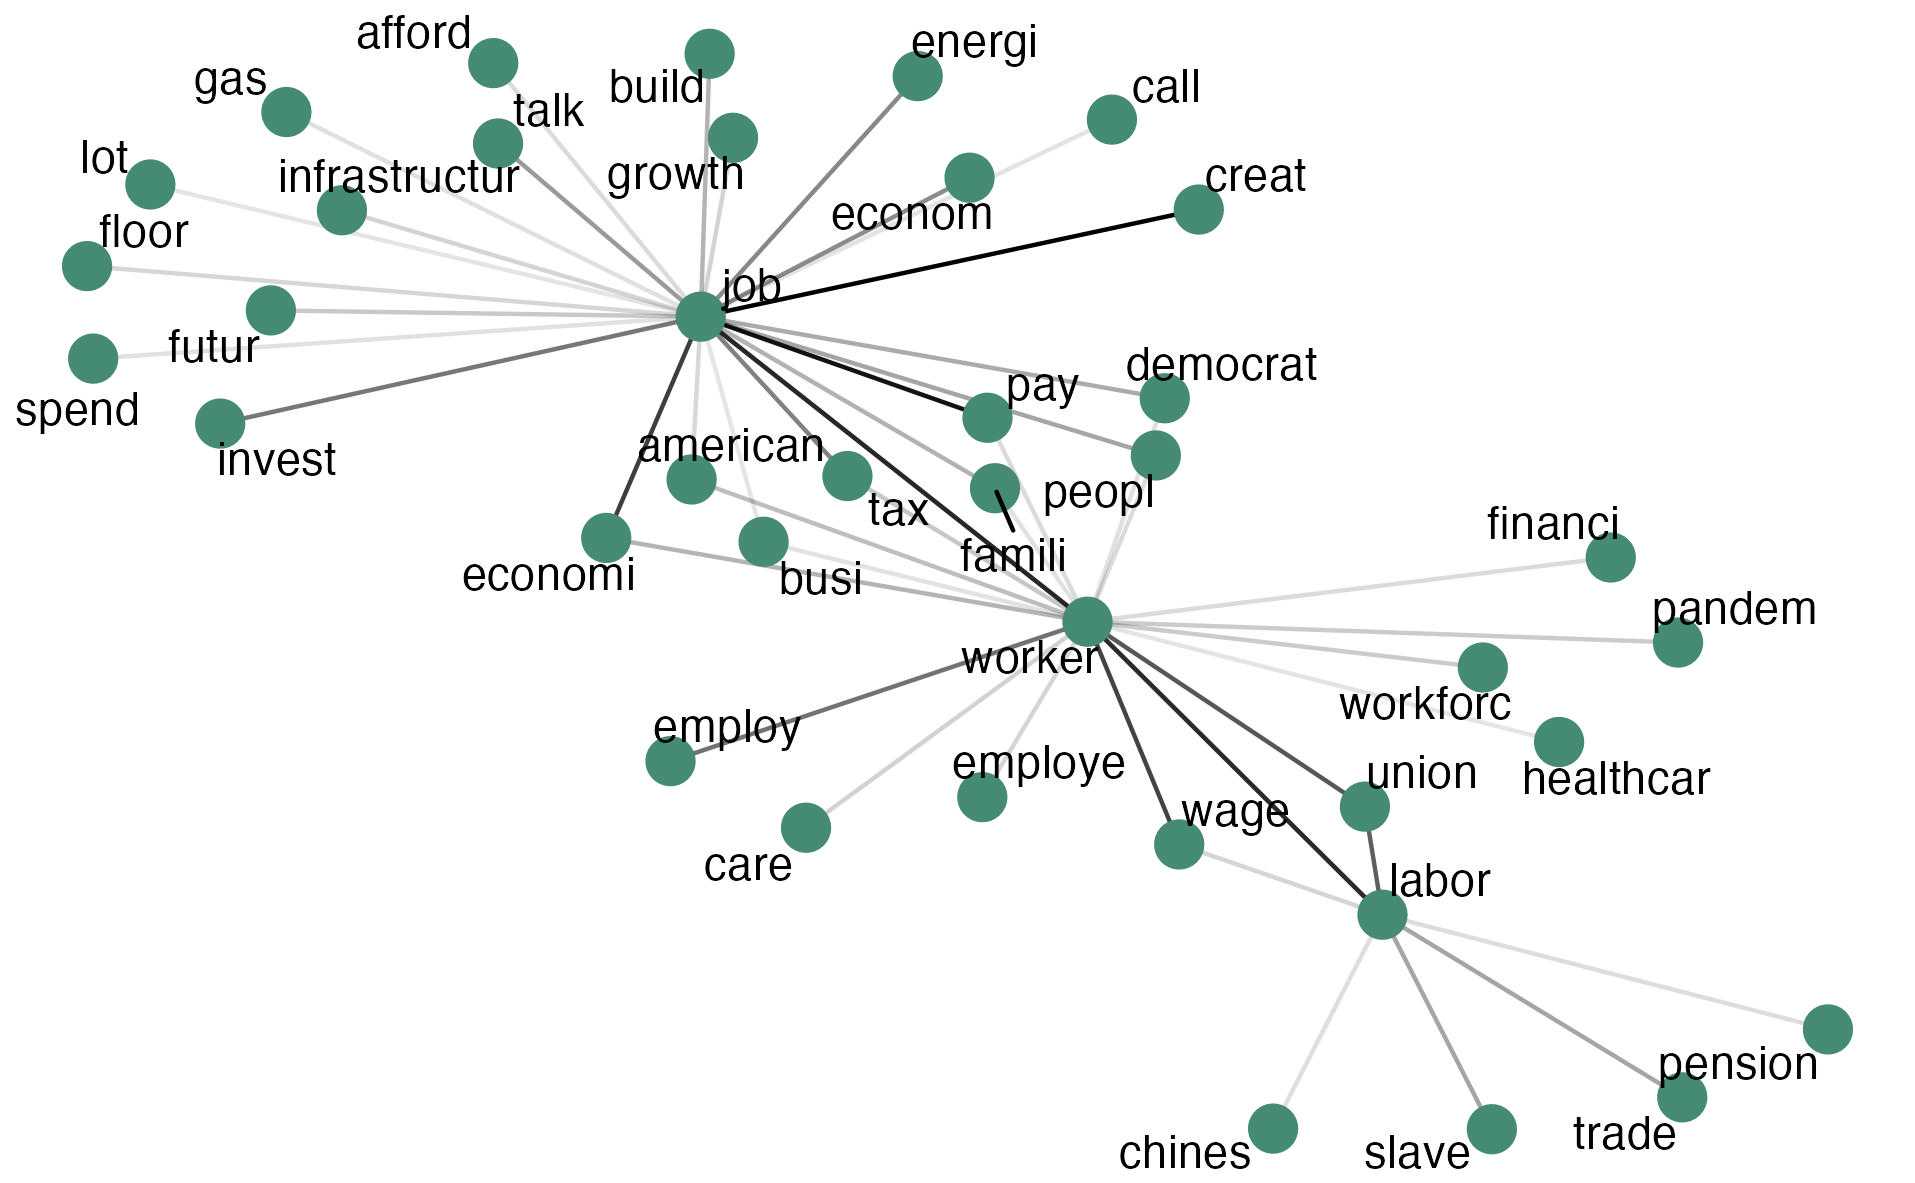 afford
energi
build
call
gas
talk
lot
infrastructur
growth
creat
econom
floor
job
futur
democrat
pay
spend
american
invest
peopl
tax
financi
famili
economi
busi
pandem
worker
workforc
employ
employe
union
healthcar
wage
care
labor
pension
trade
chines
slave